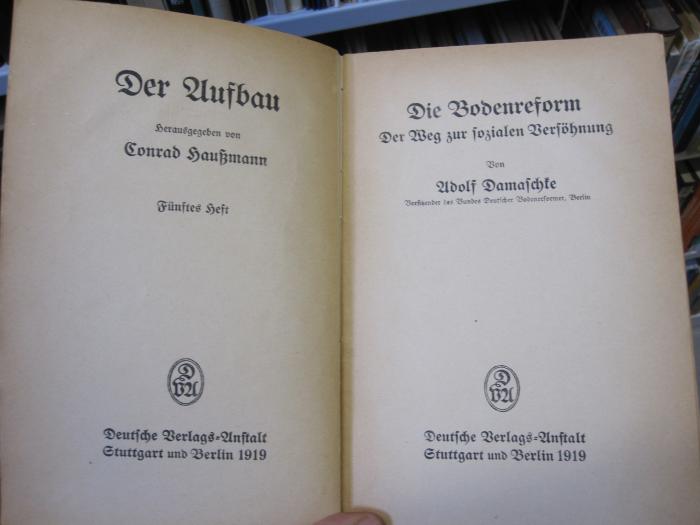 Der Aufbau
Herausgegeben von
Conrad Haußmann
Fünftes Heft
DVA
Deutsche Verlags-Anstalt
Stuttgart und Berlin 1919
Die Bodenreform
Der Weg zur sozialen Versöhnung
Von
Adolf Damaschke
Vorsitzender des Bundes Deutscher Bodenreformer, Berlin
DVA
Deutsche Verlags-Anstalt
Stuttgart und Berlin 1919